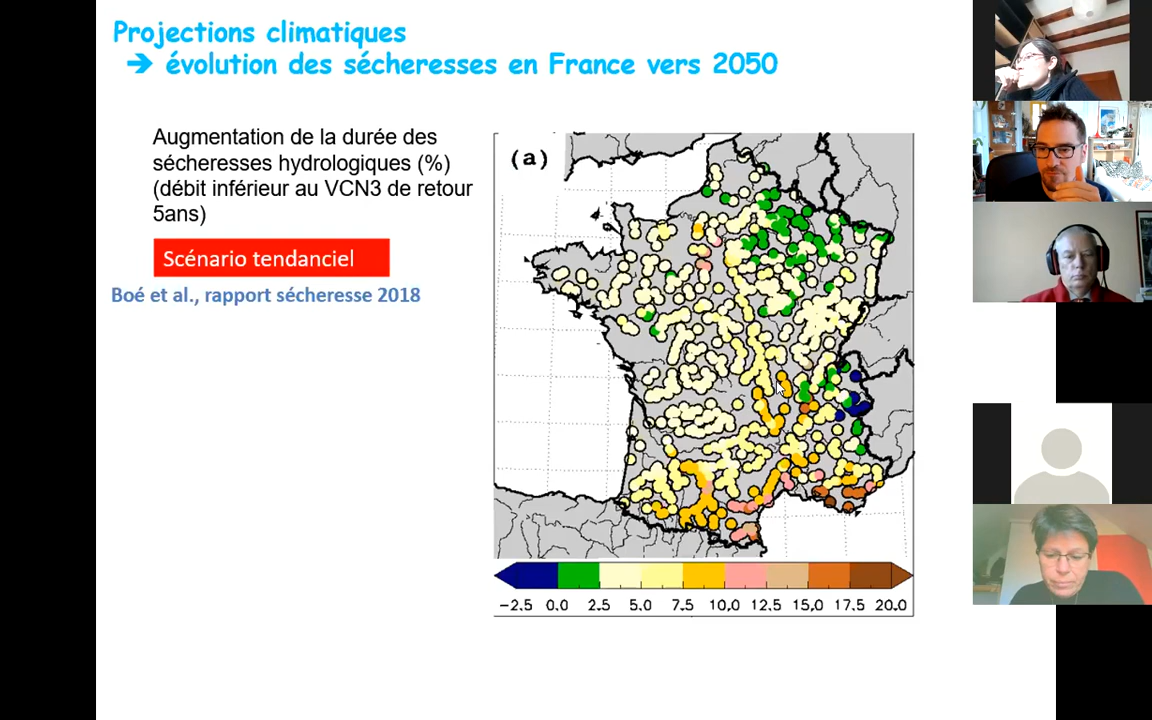 Projections climatiques
➔ évolution des sécheresses en France vers 2050
Augmentation de la durée des
sécheresses hydrologiques (%)
(débit inférieur au VCN3 de retour
5ans)
Scénario tendanciel
Boé et al., rapport sécheresse 2018
(a)
−2.5 0.0 2.5 5.0 7.5 10.0 12.5 15.0 17.5 20.0